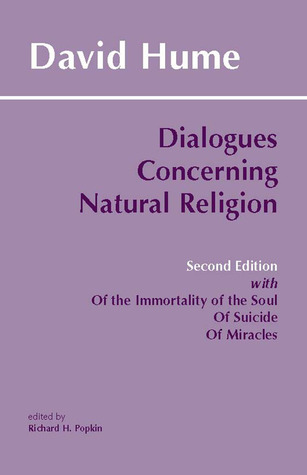 David Hume
Dialogues
Concerning
Natural Religion
Second Edition
with
Of the Immortality of the Soul
Of Suicide
Of Miracles
edited by
Richard H. Popkin